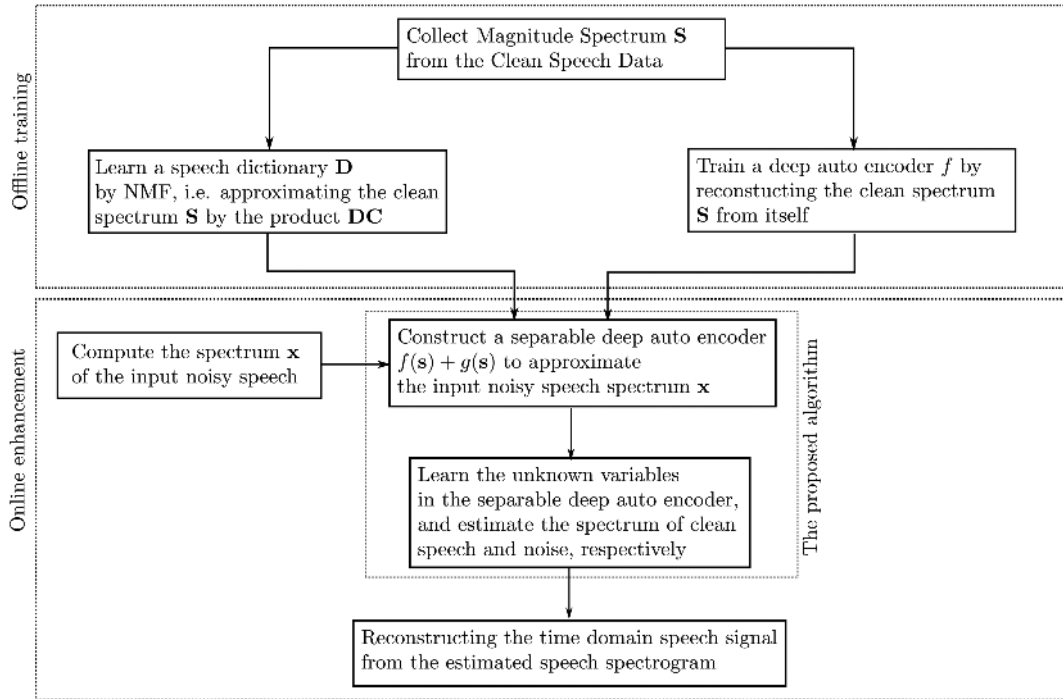 Offline training
Collect Magnitude Spectrum S
from the Clean Speech Data
Learn a speech dictionary D
by NMF, i.e. approximating the clean
spectrum S by the product DC
Train a deep auto encoder f by
reconstucting the clean spectrum
S from itself
Online enhancement
Compute the spectrum x
of the input noisy speech
Construct a separable deep auto encoder
f(s) + g(s) to approximate
the input noisy speech spectrum x
The proposed algorithm
Learn the unknown variables
in the separable deep auto encoder,
and estimate the spectrum of clean
speech and noise, respectively
Reconstructing the time domain speech signal
from the estimated speech spectrogram